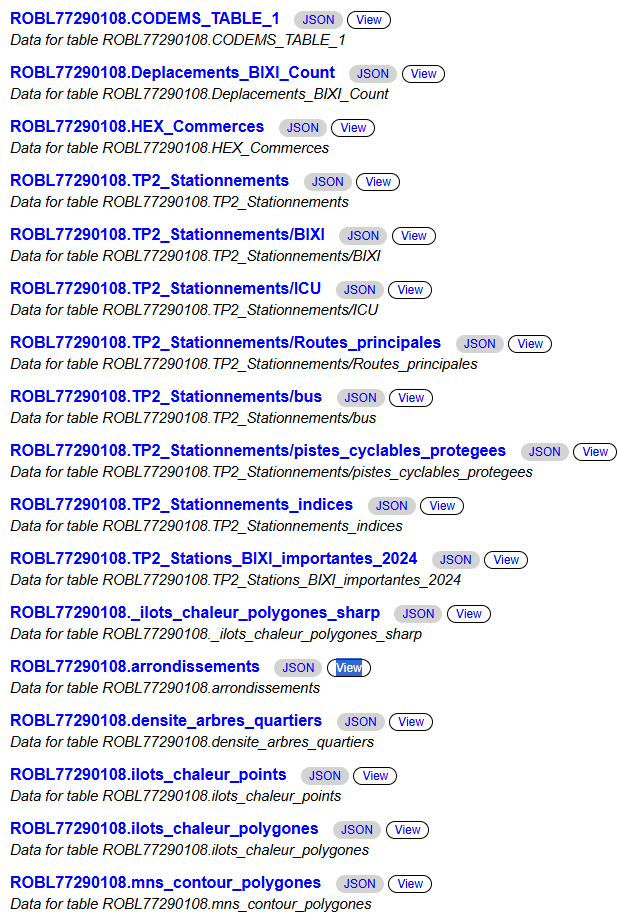 ROBL77290108.CODEMS_TABLE_1 JSON View
Data for table ROBL77290108.CODEMS_TABLE_1
ROBL77290108.Deplacements_BIXI_Count JSON View
Data for table ROBL77290108.Deplacements_BIXI_Count
ROBL77290108.HEX_Commerces JSON View
Data for table ROBL77290108.HEX_Commerces
ROBL77290108.TP2_Stationnements JSON View
Data for table ROBL77290108.TP2_Stationnements
ROBL77290108.TP2_Stationnements/BIXI JSON View
Data for table ROBL77290108.TP2_Stationnements/BIXI
ROBL77290108.TP2_Stationnements/ICU JSON View
Data for table ROBL77290108.TP2_Stationnements/ICU
ROBL77290108.TP2_Stationnements/Routes_principales JSON View
Data for table ROBL77290108.TP2_Stationnements/Routes_principales
ROBL77290108.TP2_Stationnements/bus JSON View
Data for table ROBL77290108.TP2_Stationnements/bus
ROBL77290108.TP2_Stationnements/pistes_cyclables_protegees JSON View
Data for table ROBL77290108.TP2_Stationnements/pistes_cyclables_protegees
ROBL77290108.TP2_Stationnements_indices JSON View
Data for table ROBL77290108.TP2_Stationnements_indices
ROBL77290108.TP2_Stations_BIXI_importantes_2024 JSON View
Data for table ROBL77290108.TP2_Stations_BIXI_importantes_2024
ROBL77290108._ilots_chaleur_polygones_sharp JSON View
Data for table ROBL77290108._ilots_chaleur_polygones_sharp
ROBL77290108.arrondissements JSON View
Data for table ROBL77290108.arrondissements
ROBL77290108.densite_arbres_quartiers JSON View
Data for table ROBL77290108.densite_arbres_quartiers
ROBL77290108.ilots_chaleur_points JSON View
Data for table ROBL77290108.ilots_chaleur_points
ROBL77290108.ilots_chaleur_polygones JSON View
Data for table ROBL77290108.ilots_chaleur_polygones
ROBL77290108.mns_contour_polygones JSON View
Data for table ROBL77290108.mns_contour_polygones